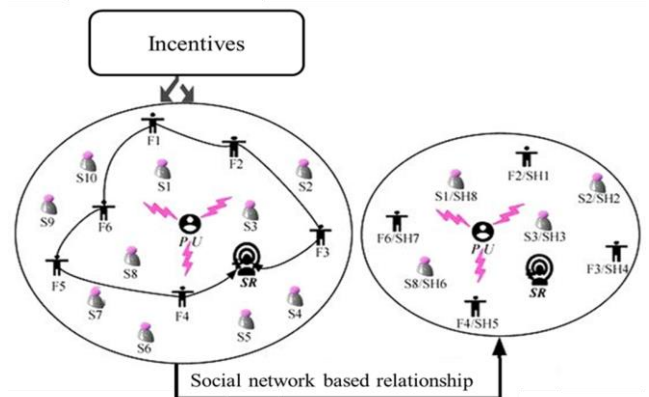 Incentives
F1
F2
S10
S1
S2
S9
F6
S3
P U
F3
S8
SR
F5
S7
F4
S4
S5
S6
F2/SH1
S1/SH8
S2/SH2
F6/SH7
S3/SH3
P U
F3/SH4
S8/SH6
SR
F4/SH5
Social network based relationship